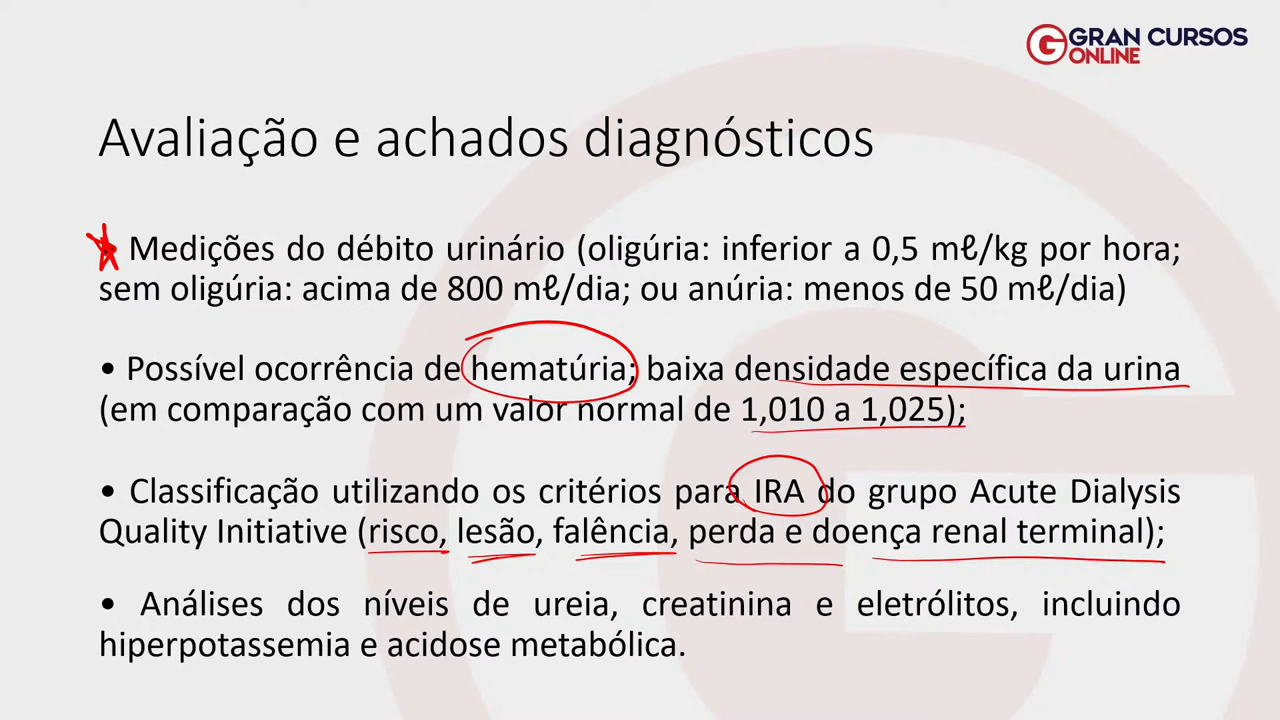 GRAN CURSOS
ONLINE
Avaliação e achados diagnósticos
• Medições do débito urinário (oligúria: inferior a 0,5 mℓ/kg por hora;
sem oligúria: acima de 800 mℓ/dia; ou anúria: menos de 50 mℓ/dia)
• Possível ocorrência de hematúria; baixa densidade específica da urina
(em comparação com um valor normal de 1,010 a 1,025);
• Classificação utilizando os critérios para IRA do grupo Acute Dialysis
Quality Initiative (risco, lesão, falência, perda e doença renal terminal);
• Análises dos níveis de ureia, creatinina e eletrólitos, incluindo
hiperpotassemia e acidose metabólica.